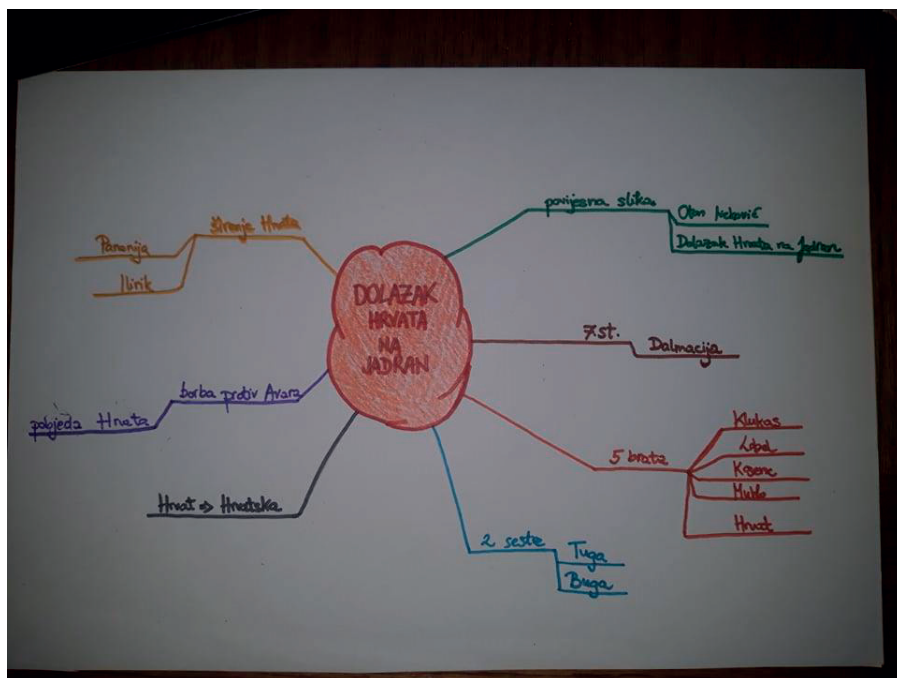 DOLAZAK
HRVATA
NA
JADRAN
povijesna slika
Oton Iveković
Dolazak Hrvata na Jadran
7.st.
Dalmacija
5 braće
Klukas
Lobel
Kosenc
Muhlo
Hrvat
2 sestre
Tuga
Buga
Hrvat => Hrvatska
borba protiv Avara
pobjeda Hrvata
širenje Hrvata
Panonija
Ilirik